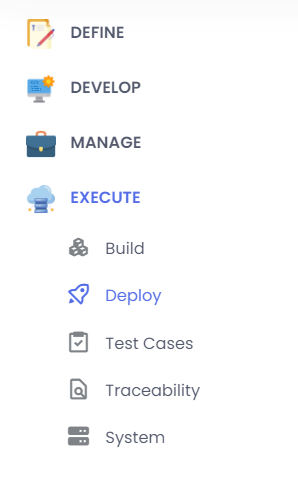 DEFINE
DEVELOP
MANAGE
EXECUTE
Build
Deploy
Test Cases
Traceability
System